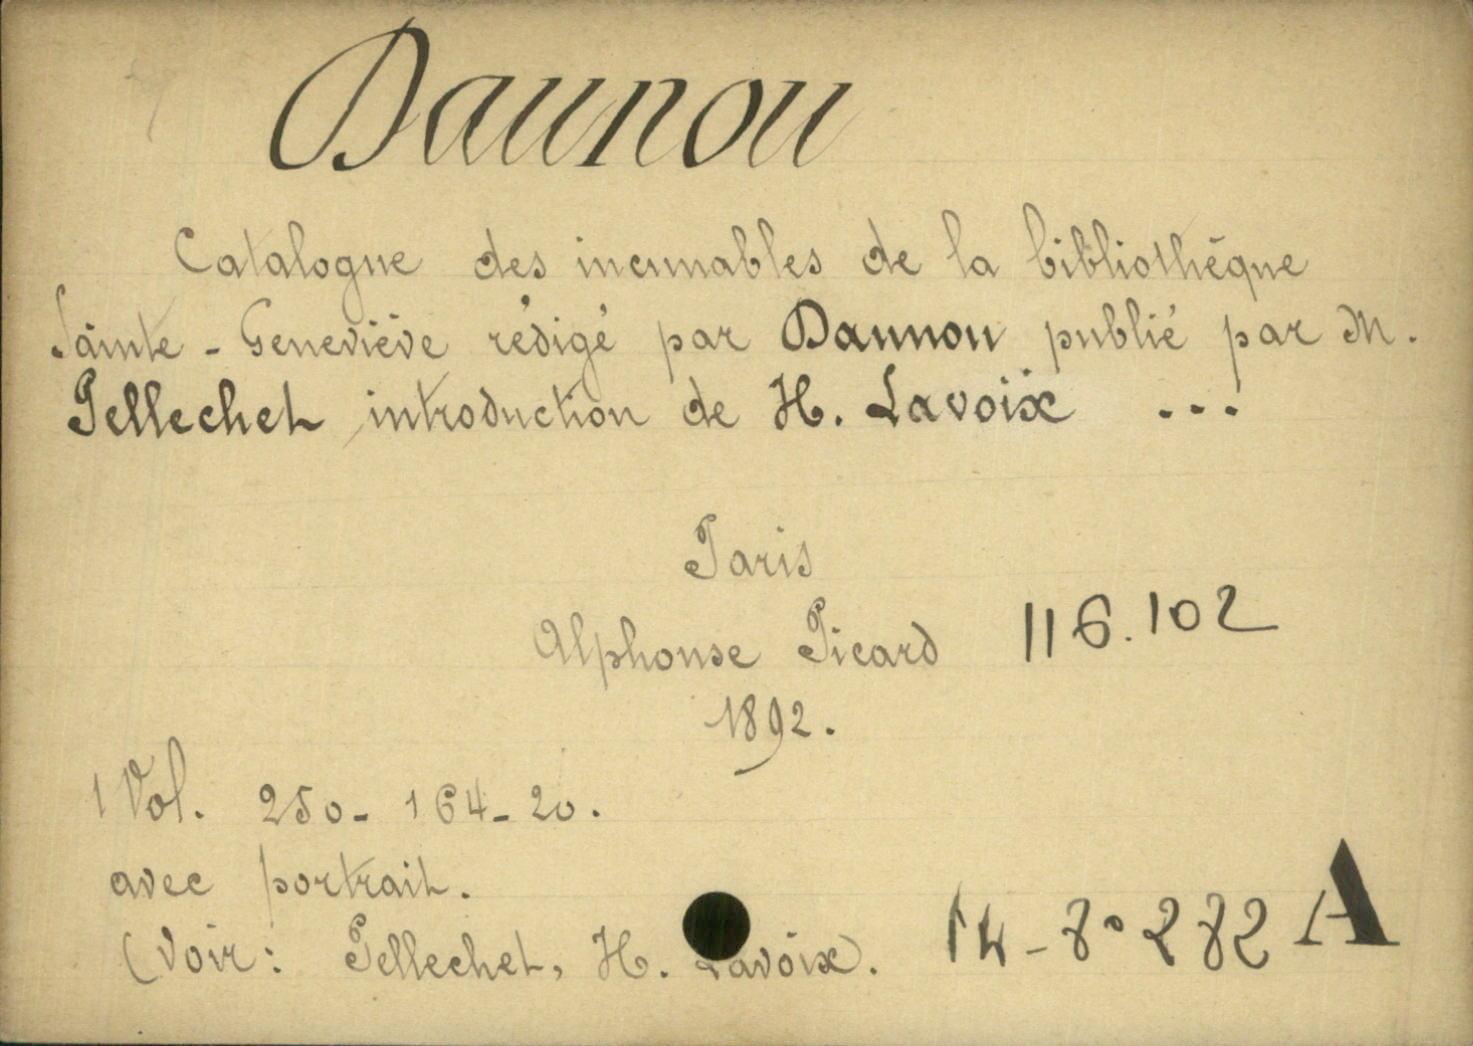 Daunou
Catalogue des incunables de la bibliothèque
Sainte-Geneviève rédigé par Daunou publié par M.
Pellechet introduction de H. Lavoix ...
Paris
Alphonse Picard 116.102
1892.
1 Vol. 250-164-20.
avec portrait.
(Voir: Pellechet, H. Lavoix). 14-8° 282 A